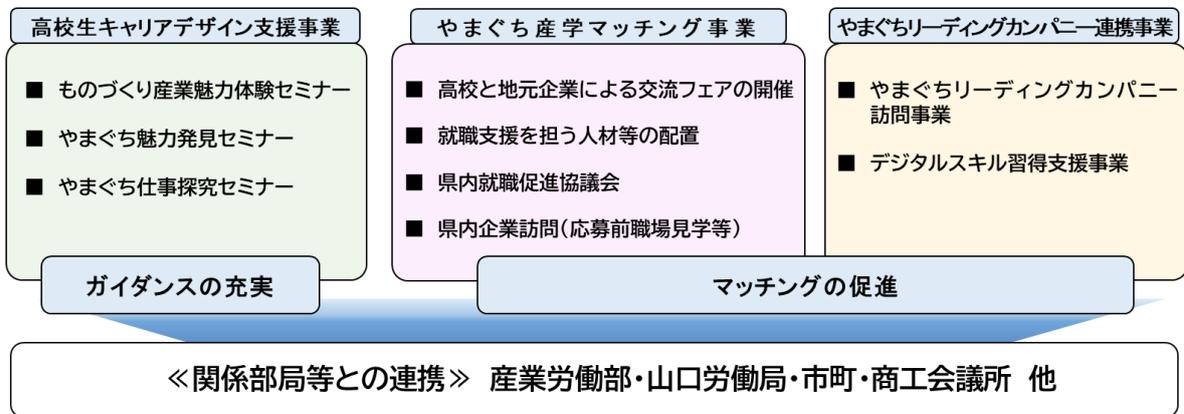 高校生キャリアデザイン支援事業
■ ものづくり産業魅力体験セミナー
■ やまぐち魅力発見セミナー
■ やまぐち仕事探究セミナー
ガイダンスの充実
やまぐち産学マッチング事業
■ 高校と地元企業による交流フェアの開催
■ 就職支援を担う人材等の配置
■ 県内就職促進協議会
■ 県内企業訪問(応募前職場見学等)
やまぐちリーディングカンパニー連携事業
■ やまぐちリーディングカンパニー
訪問事業
■ デジタルスキル習得支援事業
マッチングの促進
≪関係部局等との連携≫ 産業労働部・山口労働局・市町・商工会議所 他